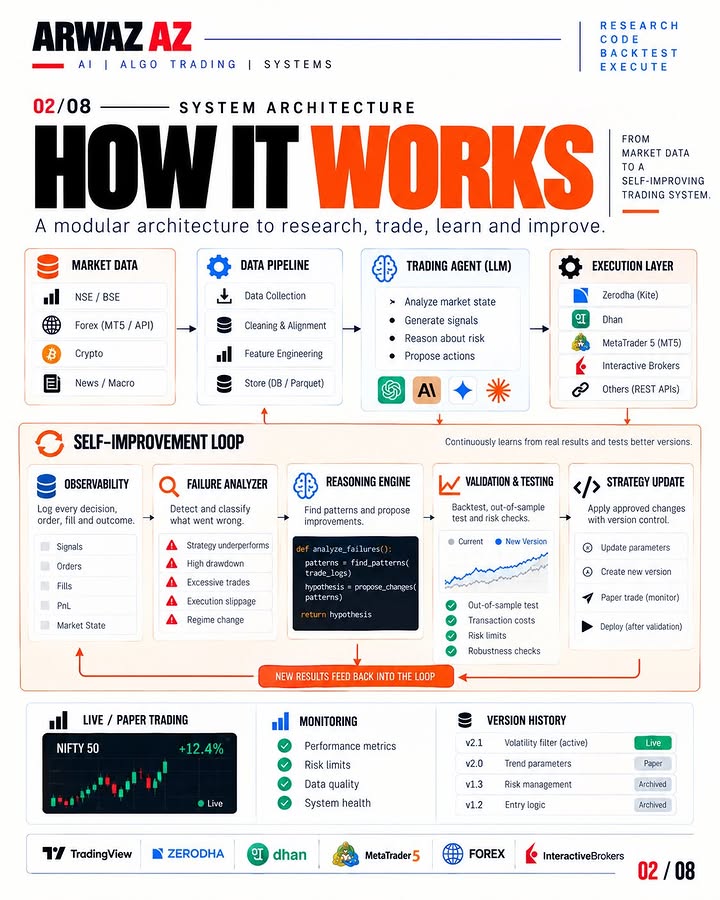 ARWAZ AZ
AI | ALGO TRADING | SYSTEMS
RESEARCH
CODE
BACKTEST
EXECUTE
02/08
SYSTEM ARCHITECTURE
HOW IT WORKS
FROM
MARKET DATA
TO A
SELF-IMPROVING
TRADING SYSTEM.
A modular architecture to research, trade, learn and improve.
MARKET DATA
NSE / BSE
Forex (MT5 / API)
Crypto
News / Macro
DATA PIPELINE
Data Collection
Cleaning & Alignment
Feature Engineering
Store (DB / Parquet)
TRADING AGENT (LLM)
Analyze market state
Generate signals
Reason about risk
Propose actions
EXECUTION LAYER
Zerodha (Kite)
Dhan
MetaTrader 5 (MT5)
Interactive Brokers
Others (REST APIs)
SELF-IMPROVEMENT LOOP
Continuously learns from real results and tests better versions.
OBSERVABILITY
Log every decision,
order, fill and outcome.
Signals
Orders
Fills
PnL
Market State
FAILURE ANALYZER
Detect and classify
what went wrong.
Strategy underperforms
High drawdown
Excessive trades
Execution slippage
Regime change
REASONING ENGINE
Find patterns and propose
improvements.
def analyze_failures():
patterns = find_patterns(
trade_logs)
hypothesis = propose_changes(
patterns)
return hypothesis
VALIDATION & TESTING
Backtest, out-of-sample
test and risk checks.
Current
New Version
Out-of-sample test
Transaction costs
Risk limits
Robustness checks
STRATEGY UPDATE
Apply approved changes
with version control.
Update parameters
Create new version
Paper trade (monitor)
Deploy (after validation)
NEW RESULTS FEED BACK INTO THE LOOP
LIVE / PAPER TRADING
NIFTY 50
+12.4%
Live
MONITORING
Performance metrics
Risk limits
Data quality
System health
VERSION HISTORY
v2.1 Volatility filter (active) Live
v2.0 Trend parameters Paper
v1.3 Risk management Archived
v1.2 Entry logic Archived
TradingView
ZERODHA
dhan
MetaTrader 5
FOREX
InteractiveBrokers
02 / 08